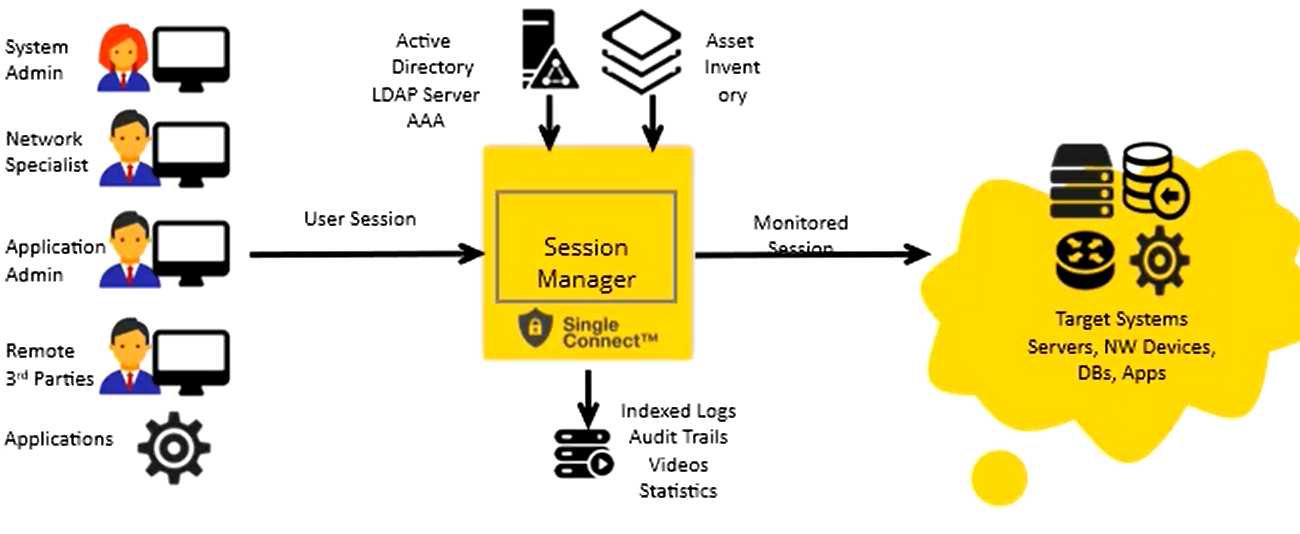 System
Admin
Network
Specialist
Application
Admin
Remote
3rd Parties
Applications
User Session
Active
Directory
LDAP Server
AAA
Asset
Invent
ory
Session
Manager
Single
Connect™
Indexed Logs
Audit Trails
Videos
Statistics
Monitored
Session
Target Systems
Servers, NW Devices,
DBs, Apps